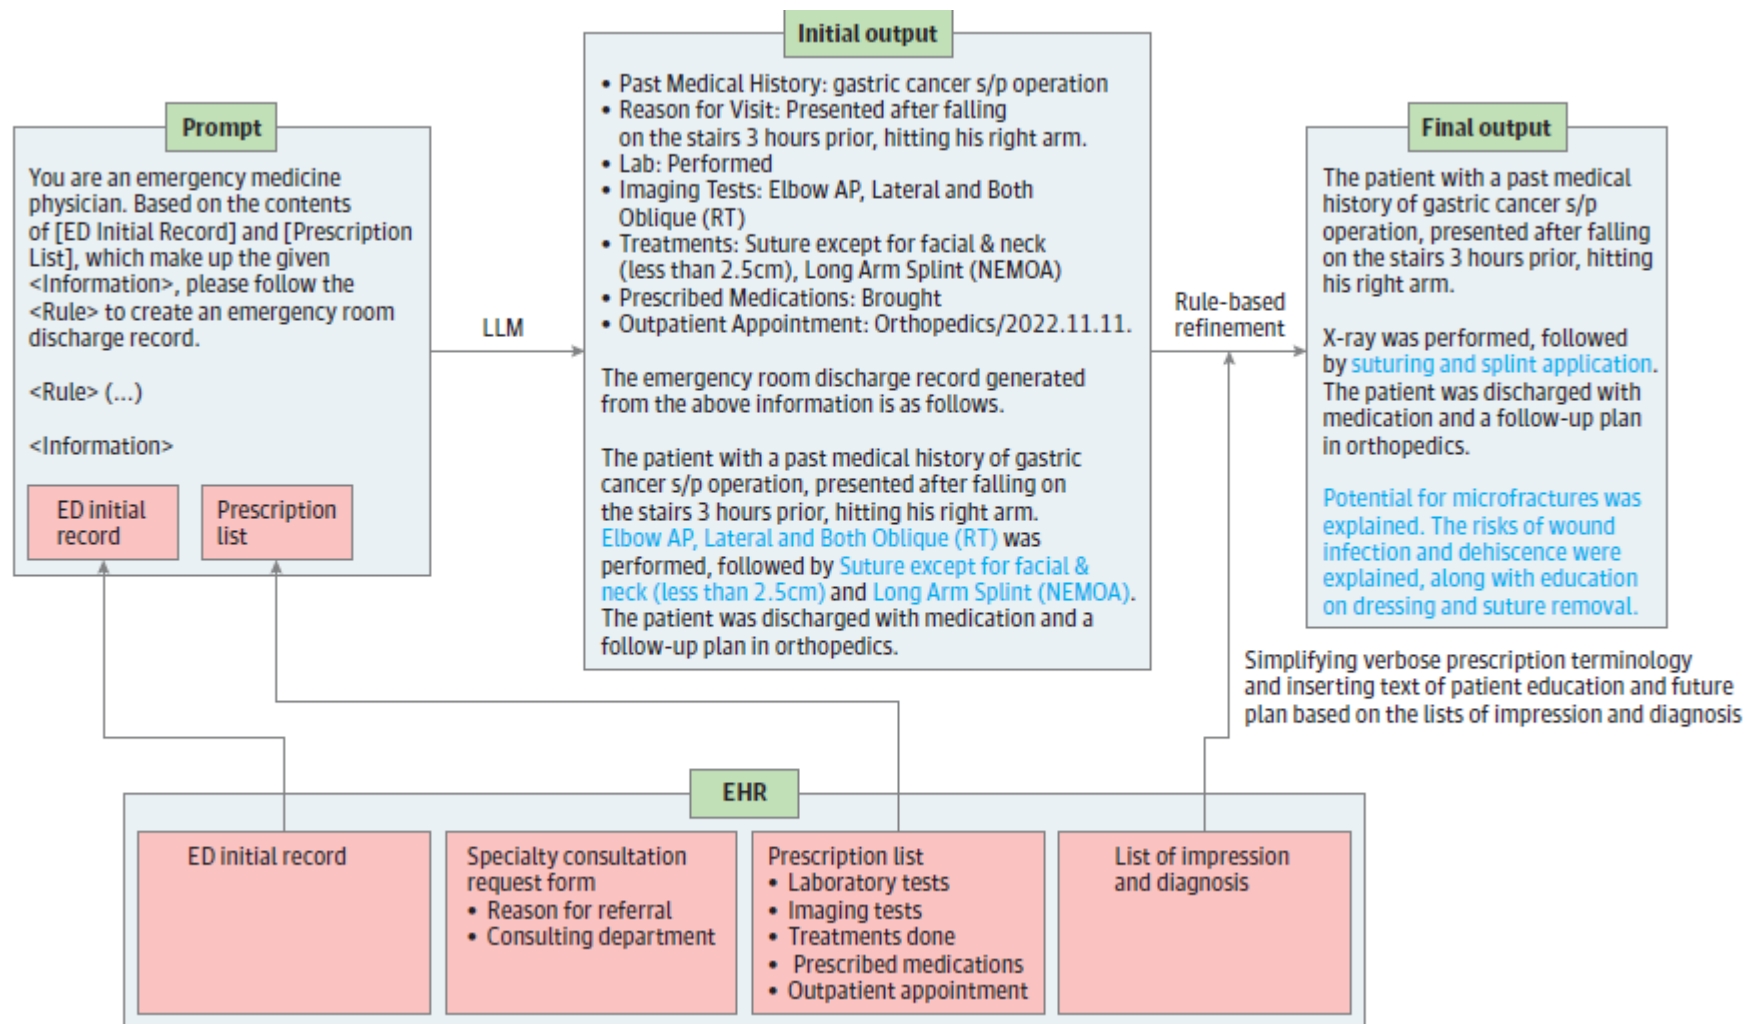 Prompt
You are an emergency medicine
physician. Based on the contents
of [ED Initial Record] and [Prescription
List], which make up the given
<Information>, please follow the
<Rule> to create an emergency room
discharge record.
<Rule> (...)
<Information>
ED initial
record
Prescription
list
LLM
Initial output
• Past Medical History: gastric cancer s/p operation
• Reason for Visit: Presented after falling
on the stairs 3 hours prior, hitting his right arm.
• Lab: Performed
• Imaging Tests: Elbow AP, Lateral and Both
Oblique (RT)
• Treatments: Suture except for facial & neck
(less than 2.5cm), Long Arm Splint (NEMOA)
• Prescribed Medications: Brought
• Outpatient Appointment: Orthopedics/2022.11.11.
The emergency room discharge record generated
from the above information is as follows.
The patient with a past medical history of gastric
cancer s/p operation, presented after falling on
the stairs 3 hours prior, hitting his right arm.
Elbow AP, Lateral and Both Oblique (RT) was
performed, followed by Suture except for facial &
neck (less than 2.5cm) and Long Arm Splint (NEMOA).
The patient was discharged with medication and a
follow-up plan in orthopedics.
Rule-based
refinement
Final output
The patient with a past medical
history of gastric cancer s/p
operation, presented after falling
on the stairs 3 hours prior, hitting
his right arm.
X-ray was performed, followed
by suturing and splint application.
The patient was discharged with
medication and a follow-up plan
in orthopedics.
Potential for microfractures was
explained. The risks of wound
infection and dehiscence were
explained, along with education
on dressing and suture removal.
Simplifying verbose prescription terminology
and inserting text of patient education and future
plan based on the lists of impression and diagnosis
EHR
ED initial record
Specialty consultation
request form
• Reason for referral
• Consulting department
Prescription list
• Laboratory tests
• Imaging tests
• Treatments done
• Prescribed medications
• Outpatient appointment
List of impression
and diagnosis